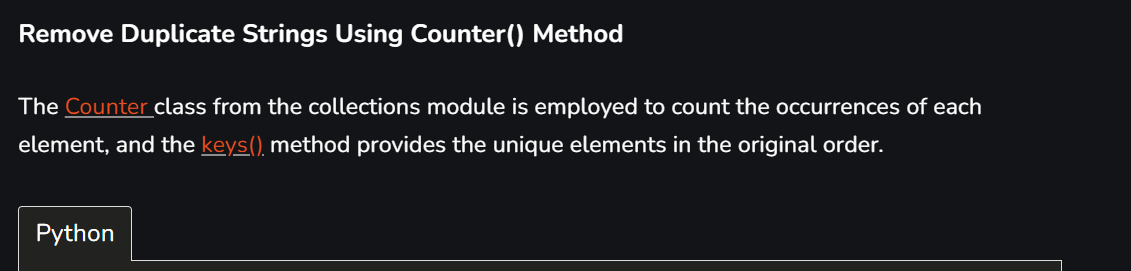 Remove Duplicate Strings Using Counter() Method
The Counter class from the collections module is employed to count the occurrences of each
element, and the keys() method provides the unique elements in the original order.
Python